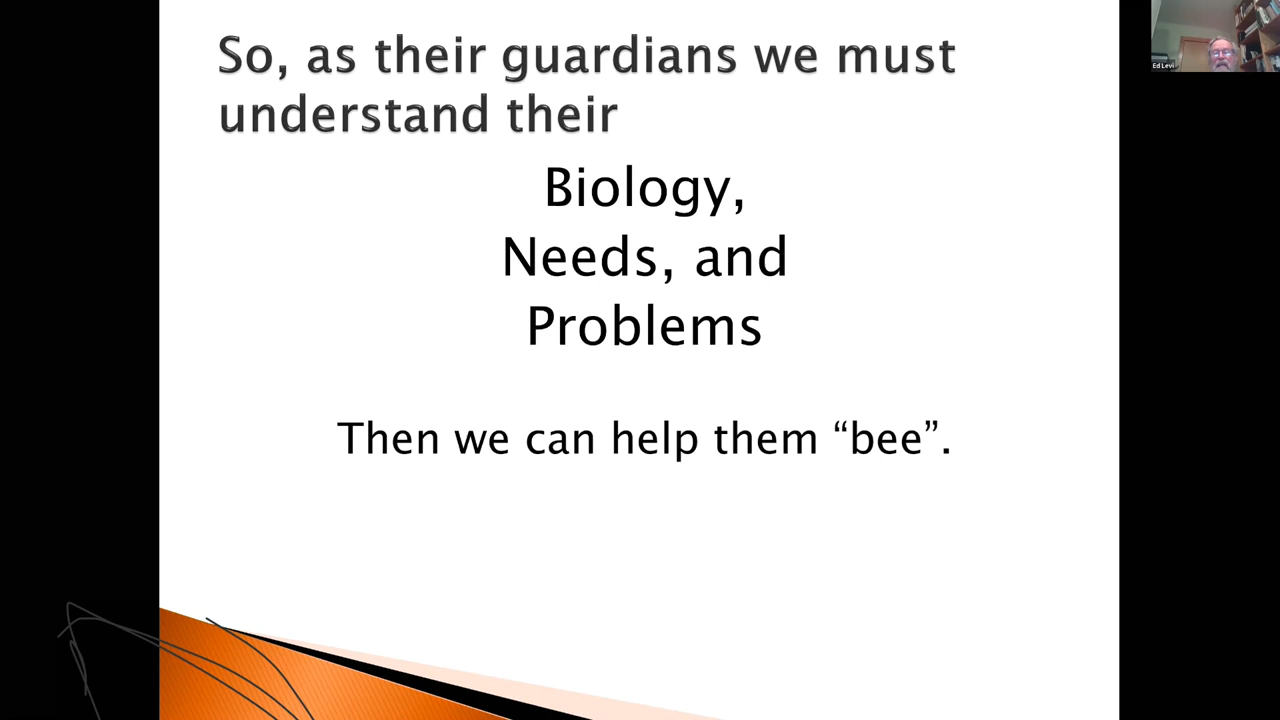 So, as their guardians we must
understand their
Biology,
Needs, and
Problems
Then we can help them “bee”.
Ed Levi